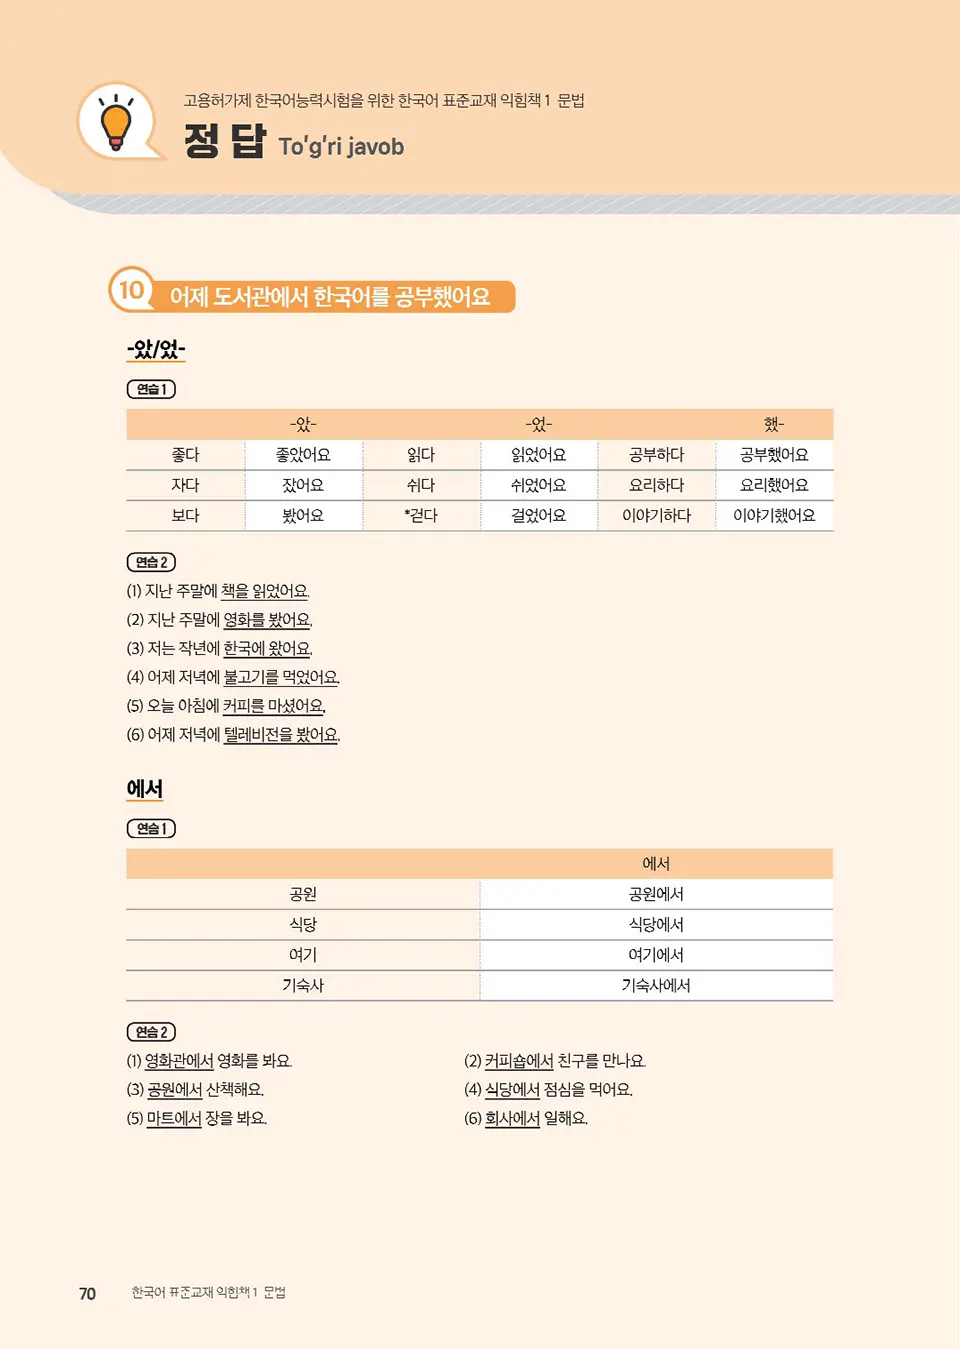 고용허가제 한국어능력시험을 위한 한국어 표준교재 익힘책 1 문법
정답 To'g'ri javob
10 어제 도서관에서 한국어를 공부했어요
-았/었-
연습 1
-았- -었- 했-
좋다 좋았어요 읽다 읽었어요 공부하다 공부했어요
자다 잤어요 쉬다 쉬었어요 요리하다 요리했어요
보다 봤어요 *걷다 걸었어요 이야기하다 이야기했어요
연습 2
(1) 지난 주말에 책을 읽었어요.
(2) 지난 주말에 영화를 봤어요.
(3) 저는 작년에 한국에 왔어요.
(4) 어제 저녁에 불고기를 먹었어요.
(5) 오늘 아침에 커피를 마셨어요.
(6) 어제 저녁에 텔레비전을 봤어요.
에서
연습 1
에서
공원 공원에서
식당 식당에서
여기 여기에서
기숙사 기숙사에서
연습 2
(1) 영화관에서 영화를 봐요. (2) 커피숍에서 친구를 만나요.
(3) 공원에서 산책해요. (4) 식당에서 점심을 먹어요.
(5) 마트에서 장을 봐요. (6) 회사에서 일해요.
70 한국어 표준교재 익힘책 1 문법